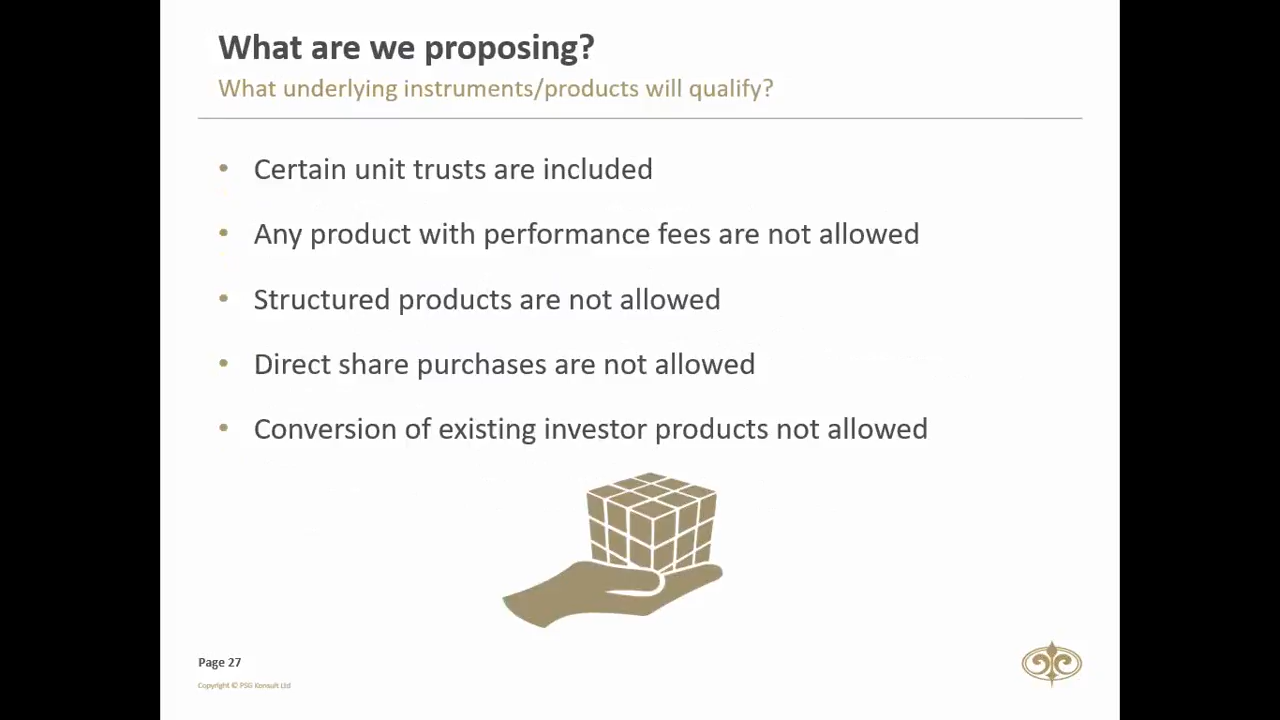 What are we proposing?
What underlying instruments/products will qualify?
• Certain unit trusts are included
• Any product with performance fees are not allowed
• Structured products are not allowed
• Direct share purchases are not allowed
• Conversion of existing investor products not allowed
Page 27
Copyright © PSG Konsult Ltd